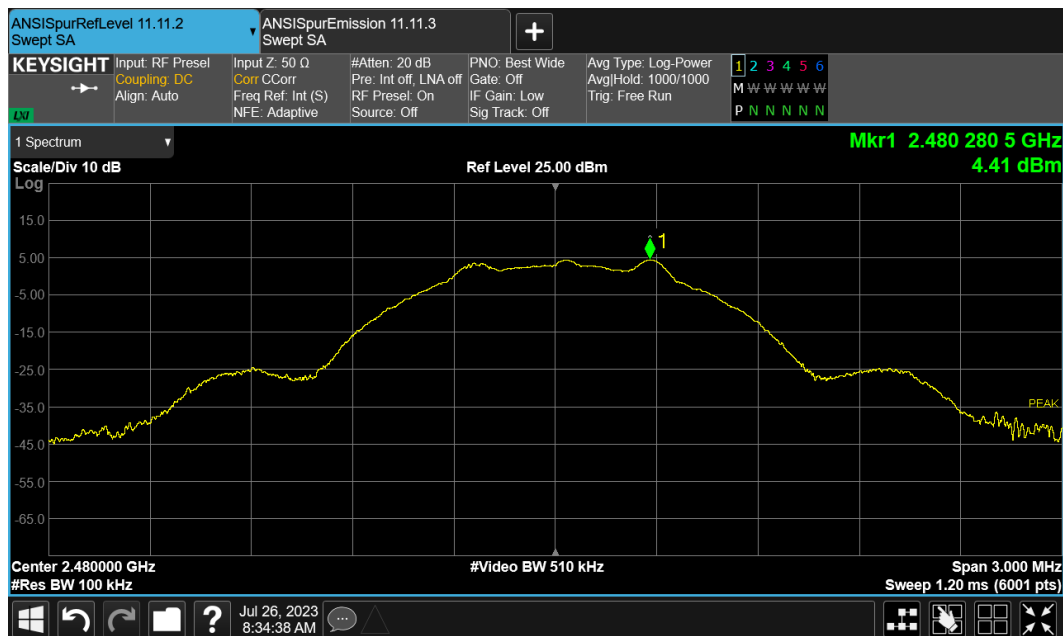 ANSISpurRefLevel 11.11.2
Swept SA
ANSISpurEmission 11.11.3
Swept SA
KEYSIGHT
LXI
Input: RF Presel
Coupling: DC
Align: Auto
Input Z: 50 Ω
Corr CCorr
Freq Ref: Int (S)
NFE: Adaptive
#Atten: 20 dB
Pre: Int off, LNA off
RF Presel: On
Source: Off
PNO: Best Wide
Gate: Off
IF Gain: Low
Sig Track: Off
Avg Type: Log-Power
Avg|Hold: 1000/1000
Trig: Free Run
1 2 3 4 5 6
M W W W W W
P N N N N N
1 Spectrum
Mkr1 2.480 280 5 GHz
Scale/Div 10 dB
Ref Level 25.00 dBm
4.41 dBm
Log
15.0
1
5.00
-5.00
-15.0
-25.0
-35.0
PEAK
-45.0
-55.0
-65.0
Center 2.480000 GHz
#Video BW 510 kHz
Span 3.000 MHz
#Res BW 100 kHz
Sweep 1.20 ms (6001 pts)
?
Jul 26, 2023
8:34:38 AM